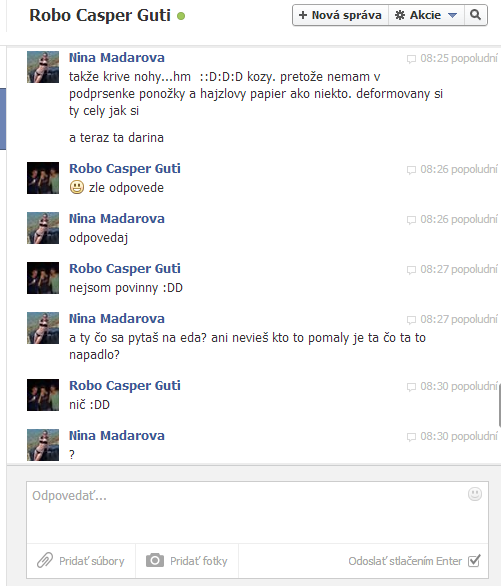 Robo Casper Guti
+ Nová správa
Akcie
Nina Madarova
08:25 popoludní
takže krive nohy...hm ::D:D:D kozy. pretože nemam v
podprsenke ponožky a hajzlovy papier ako niekto. deformovany si
ty cely jak si
a teraz ta darina
Robo Casper Guti
08:26 popoludní
zle odpovede
Nina Madarova
08:26 popoludní
odpovedaj
Robo Casper Guti
08:27 popoludní
nejsom povinny :DD
Nina Madarova
08:27 popoludní
a ty čo sa pytaš na eda? ani nevieš kto to pomaly je ta čo ta to
napadlo?
Robo Casper Guti
08:30 popoludní
nič :DD
Nina Madarova
08:30 popoludní
?
Odpovedať...
Pridať súbory
Pridať fotky
Odoslať stlačením Enter